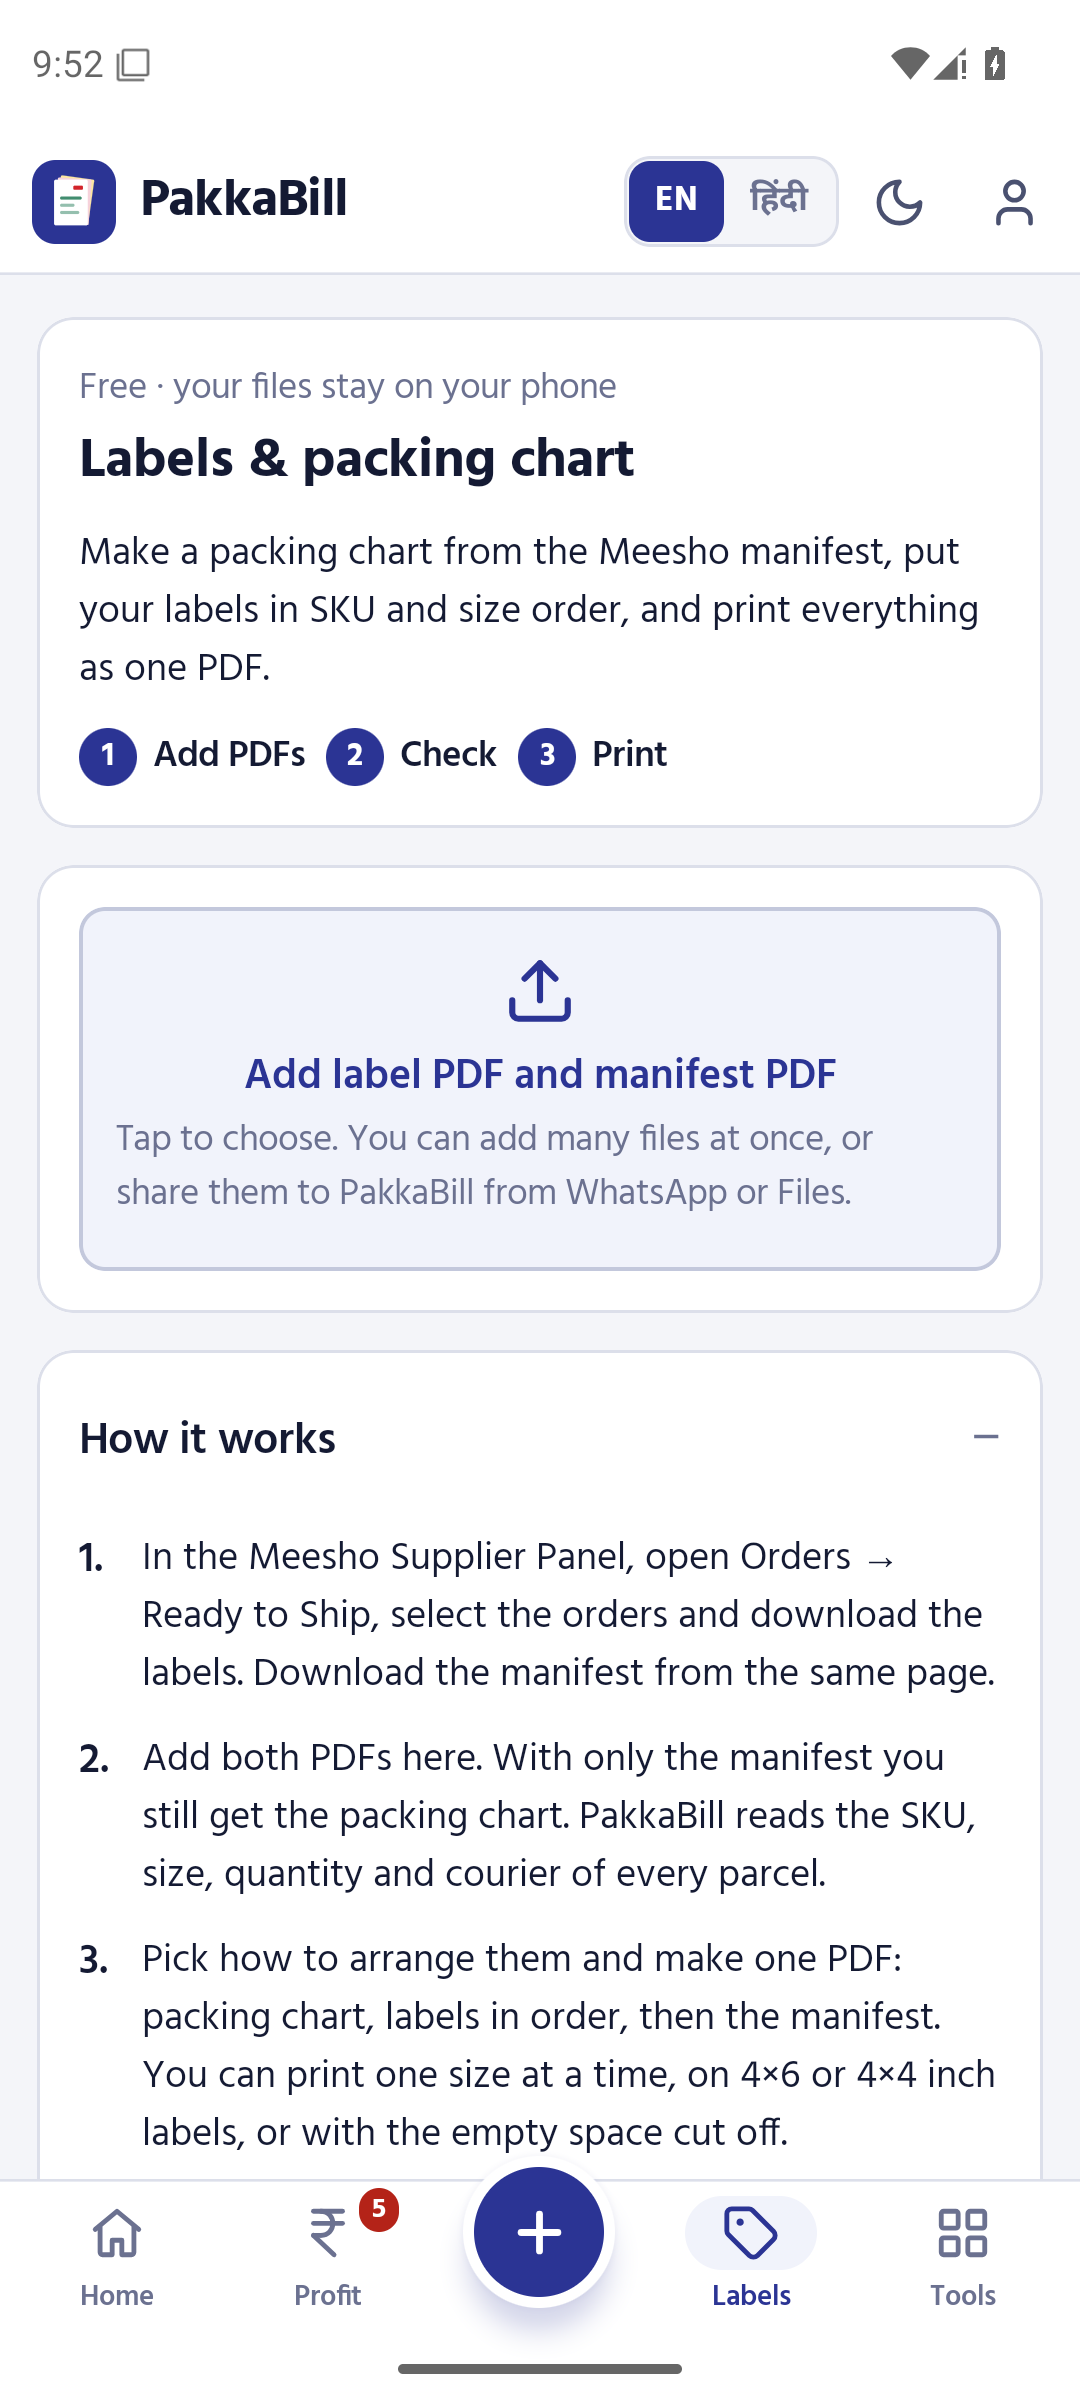 9:52
PakkaBill
EN हिंदी
Free · your files stay on your phone
Labels & packing chart
Make a packing chart from the Meesho manifest, put
your labels in SKU and size order, and print everything
as one PDF.
1 Add PDFs 2 Check 3 Print
Add label PDF and manifest PDF
Tap to choose. You can add many files at once, or
share them to PakkaBill from WhatsApp or Files.
How it works
1. In the Meesho Supplier Panel, open Orders →
Ready to Ship, select the orders and download the
labels. Download the manifest from the same page.
2. Add both PDFs here. With only the manifest you
still get the packing chart. PakkaBill reads the SKU,
size, quantity and courier of every parcel.
3. Pick how to arrange them and make one PDF:
packing chart, labels in order, then the manifest.
You can print one size at a time, on 4×6 or 4×4 inch
labels, or with the empty space cut off.
5
Home Profit Labels Tools